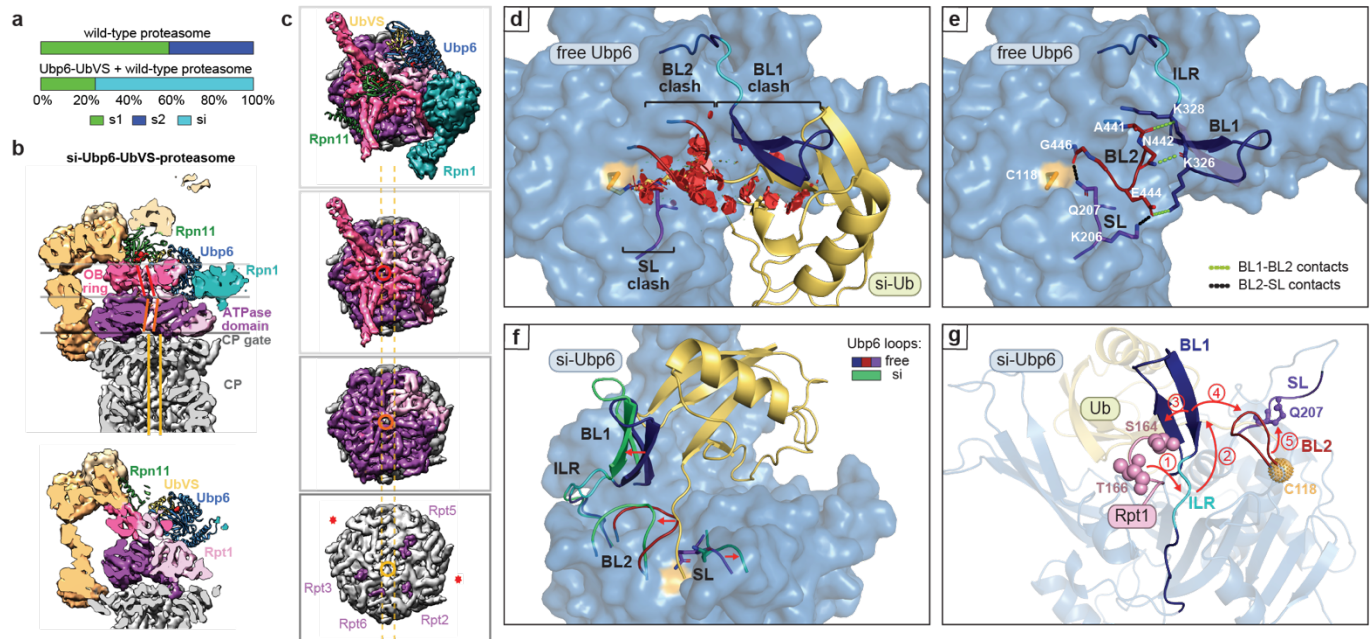 a
wild-type proteasome
Ubp6-UbVS + wild-type proteasome
0% 20% 40% 60% 80% 100%
s1 s2 si
b
si-Ubp6-UbVS-proteasome
Rpn11
Ubp6
OB ring
Rpn1
ATPase domain
CP gate
CP
Rpn11
UbVS
Ubp6
Rpt1
c
UbVS
Ubp6
Rpn11
Rpn1
Rpt5
Rpt3
Rpt6
Rpt2
d
free Ubp6
BL2 clash
BL1 clash
SL clash
si-Ub
e
free Ubp6
ILR
K328
A441
N442
BL1
G446
BL2
K326
C118
E444
Q207
SL
K206
BL1-BL2 contacts
BL2-SL contacts
f
si-Ubp6
Ubp6 loops:
free
si
BL1
ILR
BL2
SL
g
si-Ubp6
BL1
SL
Ub
3
4
Q207
S164
5
1
2
BL2
T166
C118
ILR
Rpt1